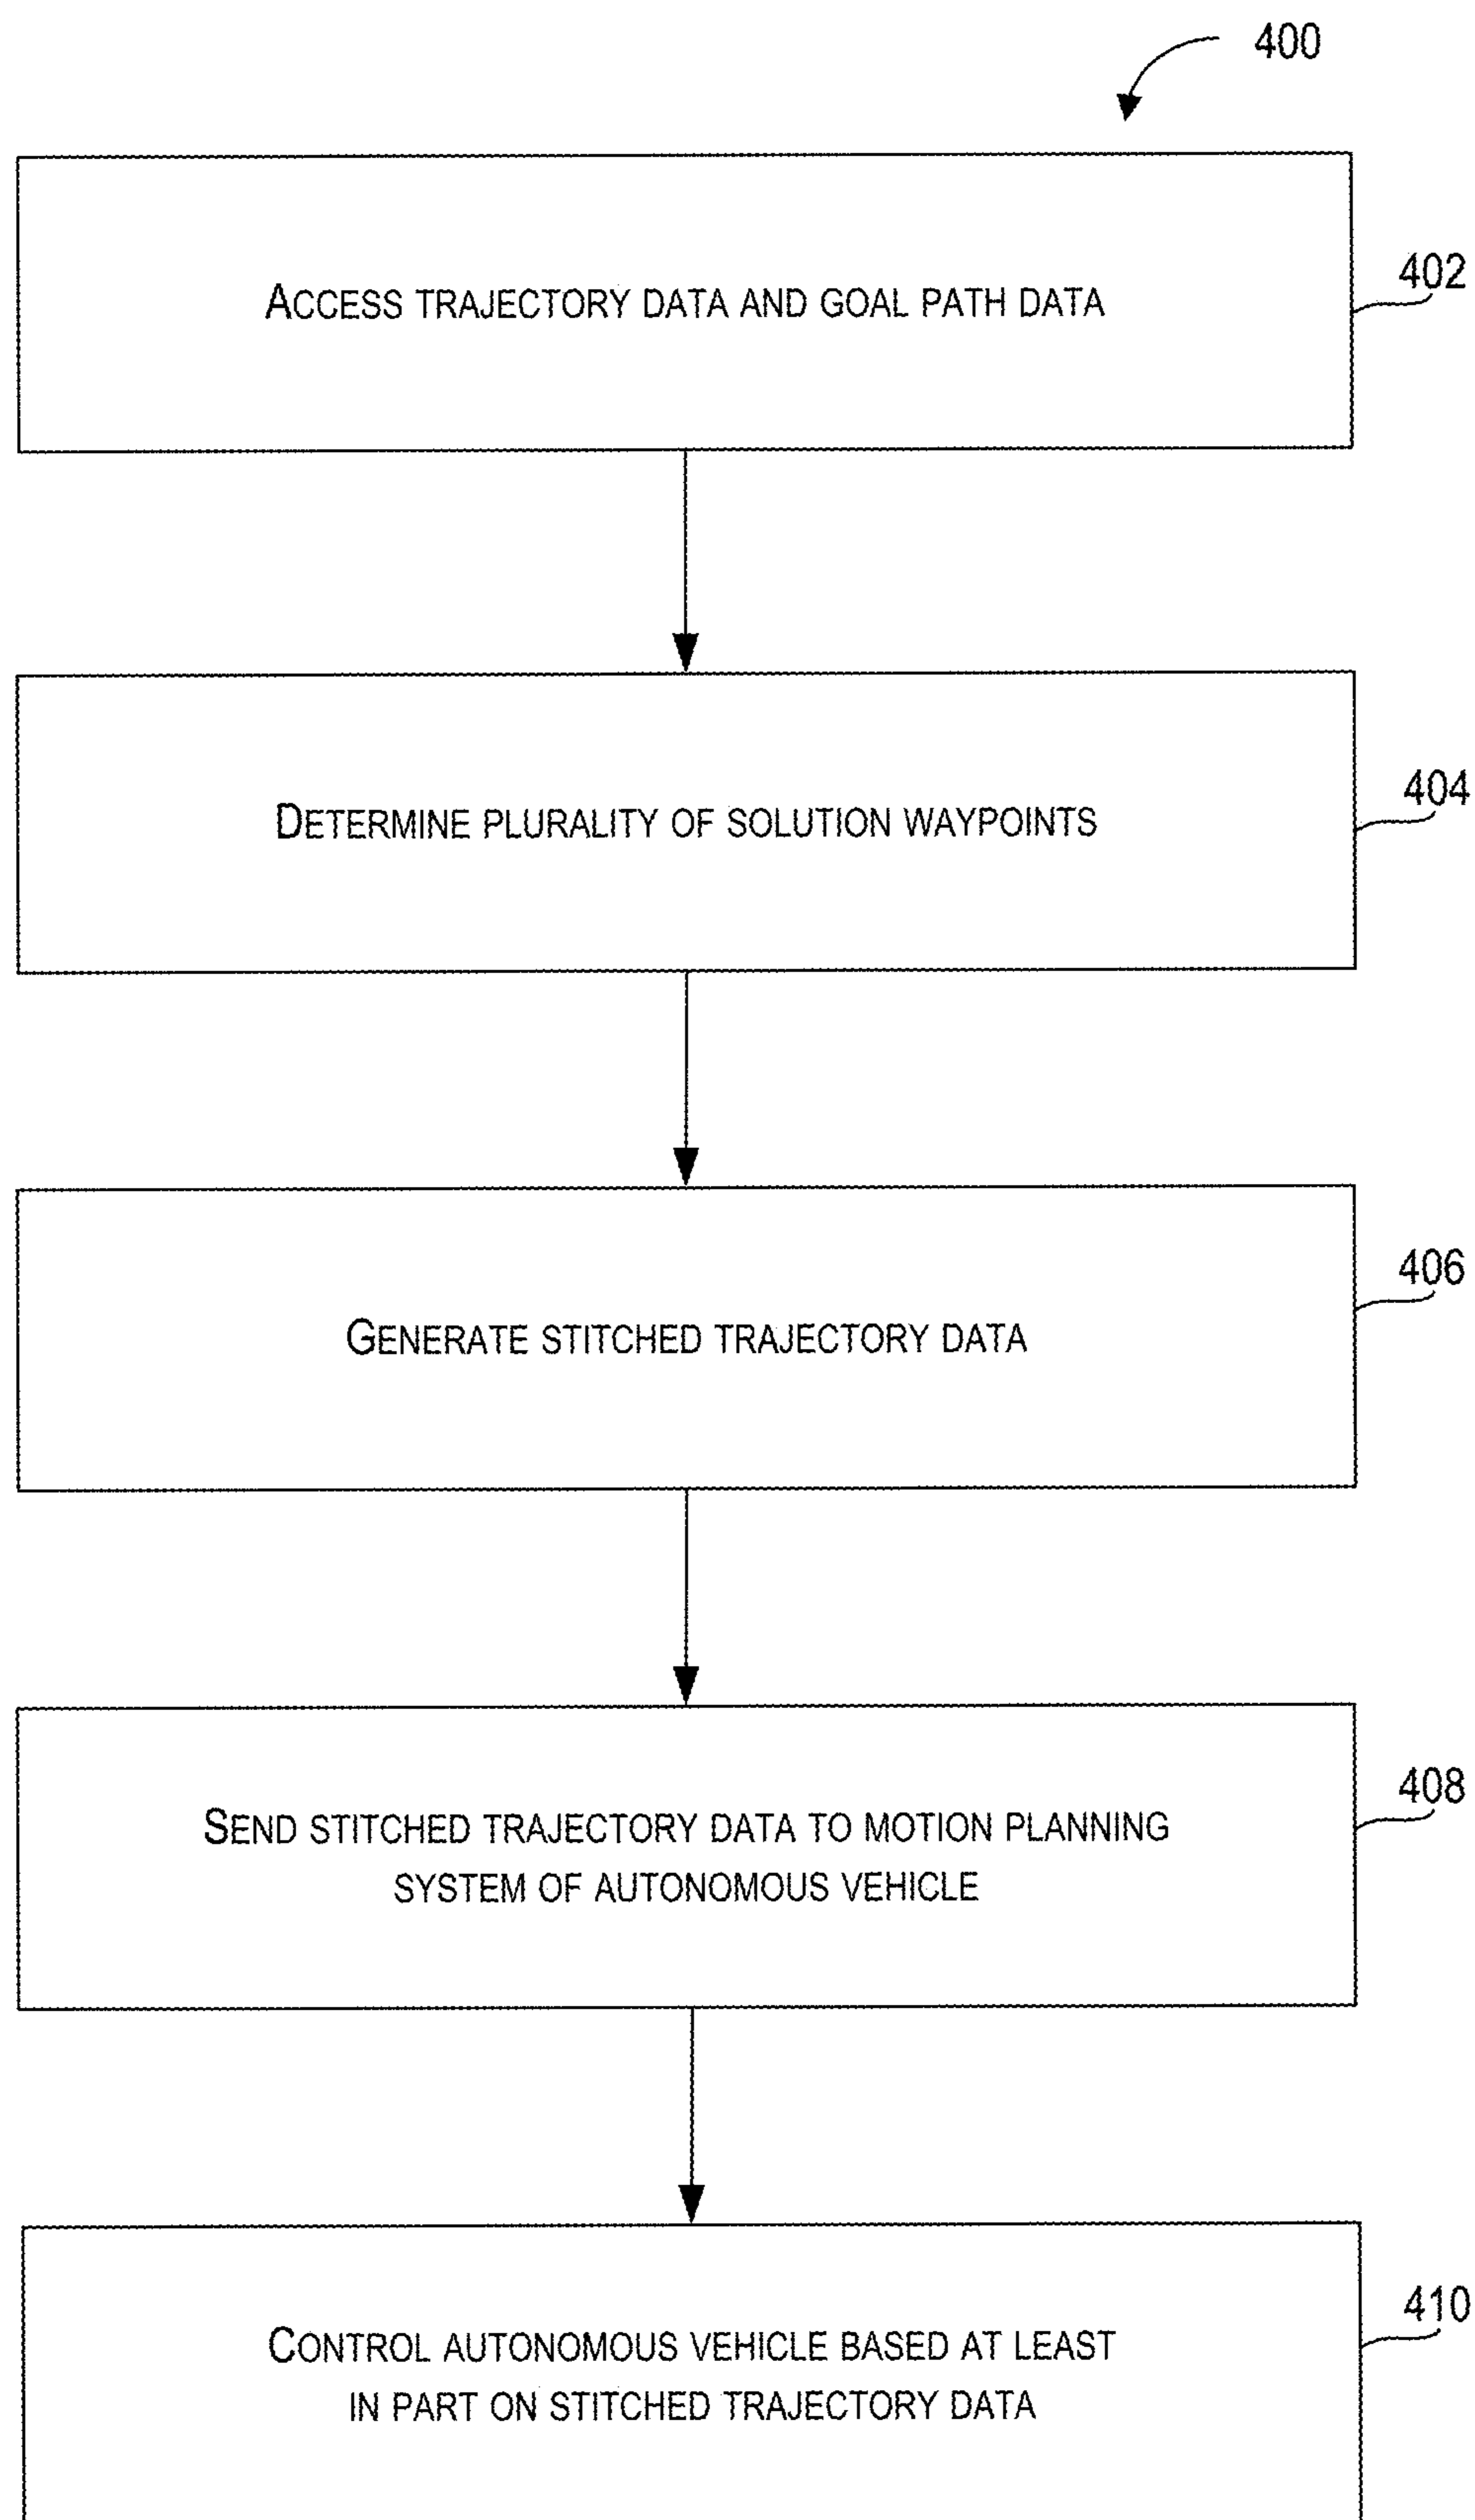 400
ACCESS TRAJECTORY DATA AND GOAL PATH DATA
402
DETERMINE PLURALITY OF SOLUTION WAYPOINTS
404
GENERATE STITCHED TRAJECTORY DATA
406
SEND STITCHED TRAJECTORY DATA TO MOTION PLANNING
SYSTEM OF AUTONOMOUS VEHICLE
408
CONTROL AUTONOMOUS VEHICLE BASED AT LEAST
IN PART ON STITCHED TRAJECTORY DATA
410